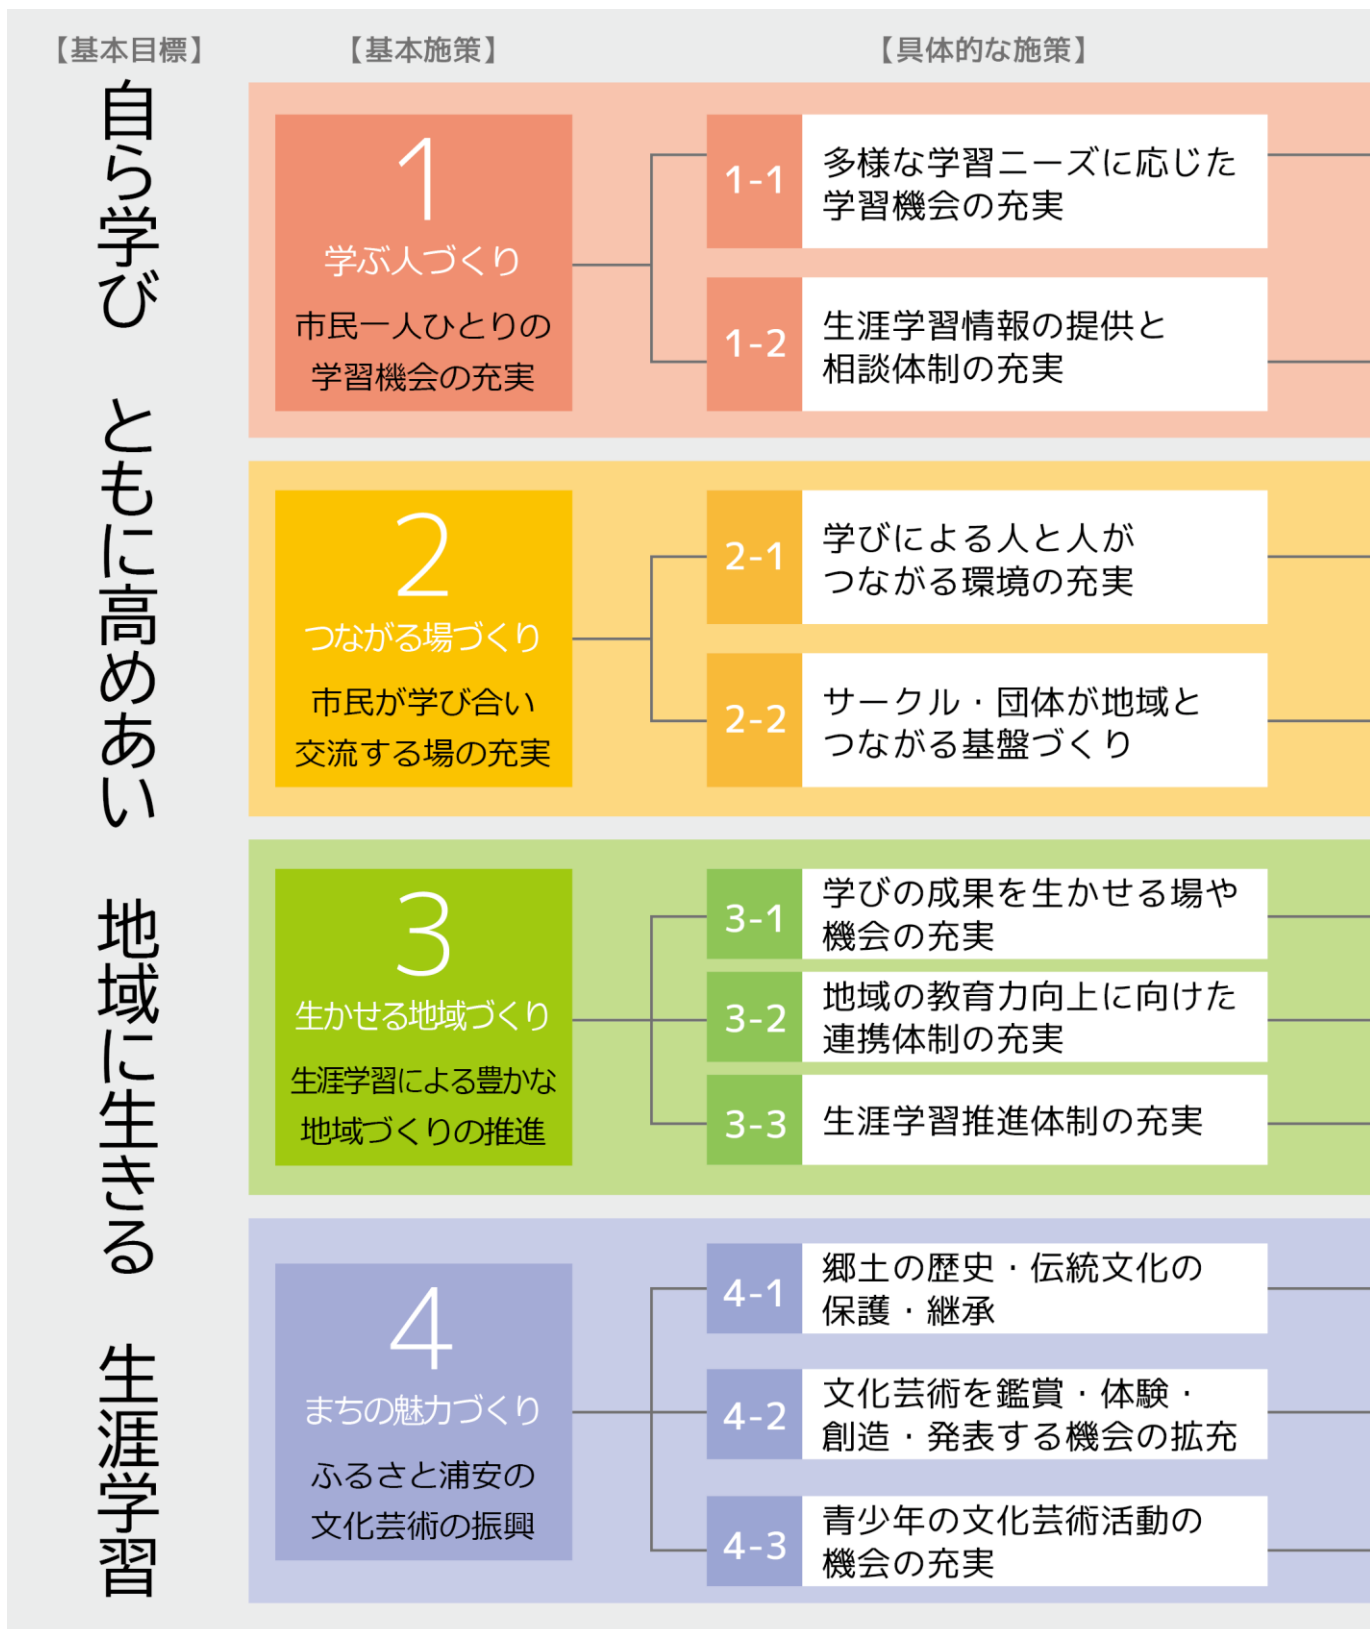 【基本目標】
【基本施策】
【具体的な施策】
自ら学び ともに高めあい 地域に生きる 生涯学習
1
学ぶ人づくり
市民一人ひとりの
学習機会の充実
1-1
多様な学習ニーズに応じた
学習機会の充実
1-2
生涯学習情報の提供と
相談体制の充実
2
つながる場づくり
市民が学び合い
交流する場の充実
2-1
学びによる人と人が
つながる環境の充実
2-2
サークル・団体が地域と
つながる基盤づくり
3
生かせる地域づくり
生涯学習による豊かな
地域づくりの推進
3-1
学びの成果を生かせる場や
機会の充実
3-2
地域の教育力向上に向けた
連携体制の充実
3-3
生涯学習推進体制の充実
4
まちの魅力づくり
ふるさと浦安の
文化芸術の振興
4-1
郷土の歴史・伝統文化の
保護・継承
4-2
文化芸術を鑑賞・体験・
創造・発表する機会の拡充
4-3
青少年の文化芸術活動の
機会の充実